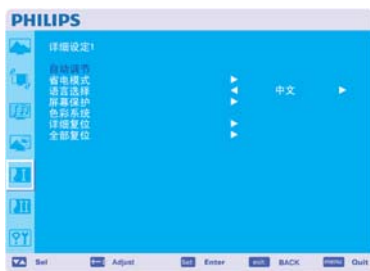 PHILIPS
详细设定1
自动调节
省电模式
语言选择 中文
屏幕保护
色彩系统
详细复位
全部复位
Sel Adjust Set Enter exit BACK menu Quit